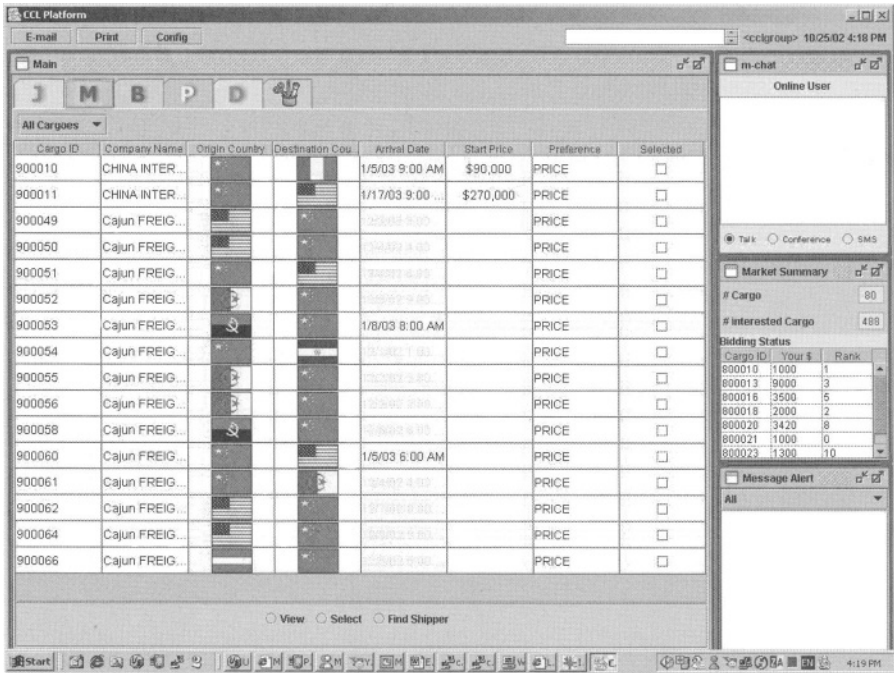 CCL Platform
E-mail Print Config <cclgroup> 10/25/02 4:18 PM
Main
J M B P D
All Cargoes
Cargo ID Company Name Origin Country Destination Cou Arrival Date Start Price Preference Selected
900010 CHINA INTER... 1/5/03 9:00 AM $90,000 PRICE
900011 CHINA INTER... 1/17/03 9:00 ... $270,000 PRICE
900049 Cajun FREIG... PRICE
900050 Cajun FREIG... PRICE
900051 Cajun FREIG... PRICE
900052 Cajun FREIG... PRICE
900053 Cajun FREIG... 1/8/03 8:00 AM PRICE
900054 Cajun FREIG... PRICE
900055 Cajun FREIG... PRICE
900056 Cajun FREIG... PRICE
900058 Cajun FREIG... PRICE
900060 Cajun FREIG... 1/5/03 6:00 AM PRICE
900061 Cajun FREIG... PRICE
900062 Cajun FREIG... PRICE
900064 Cajun FREIG... PRICE
900066 Cajun FREIG... PRICE
View Select Find Shipper
m-chat
Online User
Talk Conference SMS
Market Summary
# Cargo 80
# interested Cargo 488
Bidding Status
Cargo ID Your $ Rank
800010 1000 1
800013 9000 3
800016 3500 5
800018 2000 2
800020 3420 8
800021 1000 0
800023 1300 10
Message Alert
All
Start 4:19 PM